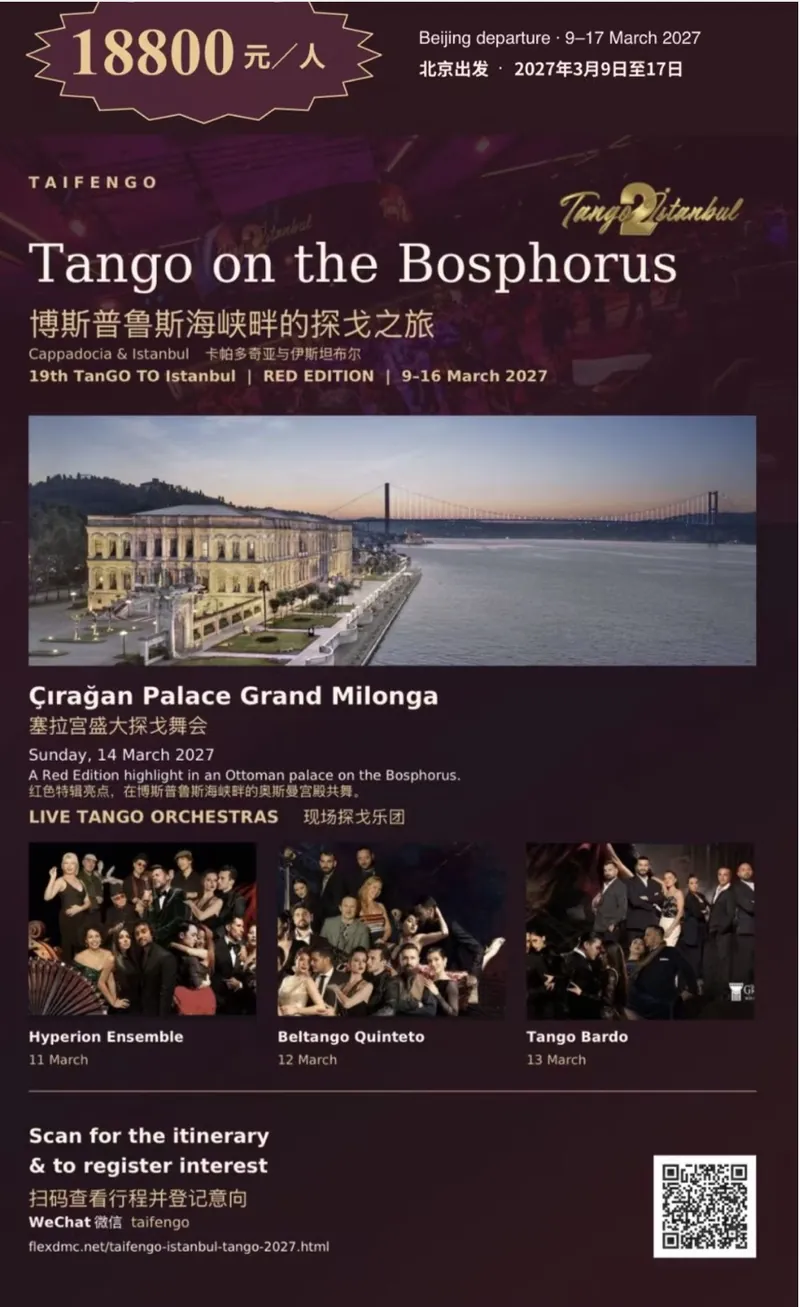 18800 元／人
Beijing departure · 9–17 March 2027
北京出发 · 2027年3月9日至17日
TAIFENGO
Tango 2 Istanbul
Tango on the Bosphorus
博斯普鲁斯海峡畔的探戈之旅
Cappadocia & Istanbul 卡帕多奇亚与伊斯坦布尔
19th TanGO TO Istanbul | RED EDITION | 9–16 March 2027
Çırağan Palace Grand Milonga
塞拉宫盛大探戈舞会
Sunday, 14 March 2027
A Red Edition highlight in an Ottoman palace on the Bosphorus.
红色特辑亮点，在博斯普鲁斯海峡畔的奥斯曼宫殿共舞。
LIVE TANGO ORCHESTRAS 现场探戈乐团
Hyperion Ensemble
11 March
Beltango Quinteto
12 March
Tango Bardo
13 March
Scan for the itinerary
& to register interest
扫码查看行程并登记意向
WeChat 微信 taifengo
flexdmc.net/taifengo-istanbul-tango-2027.html